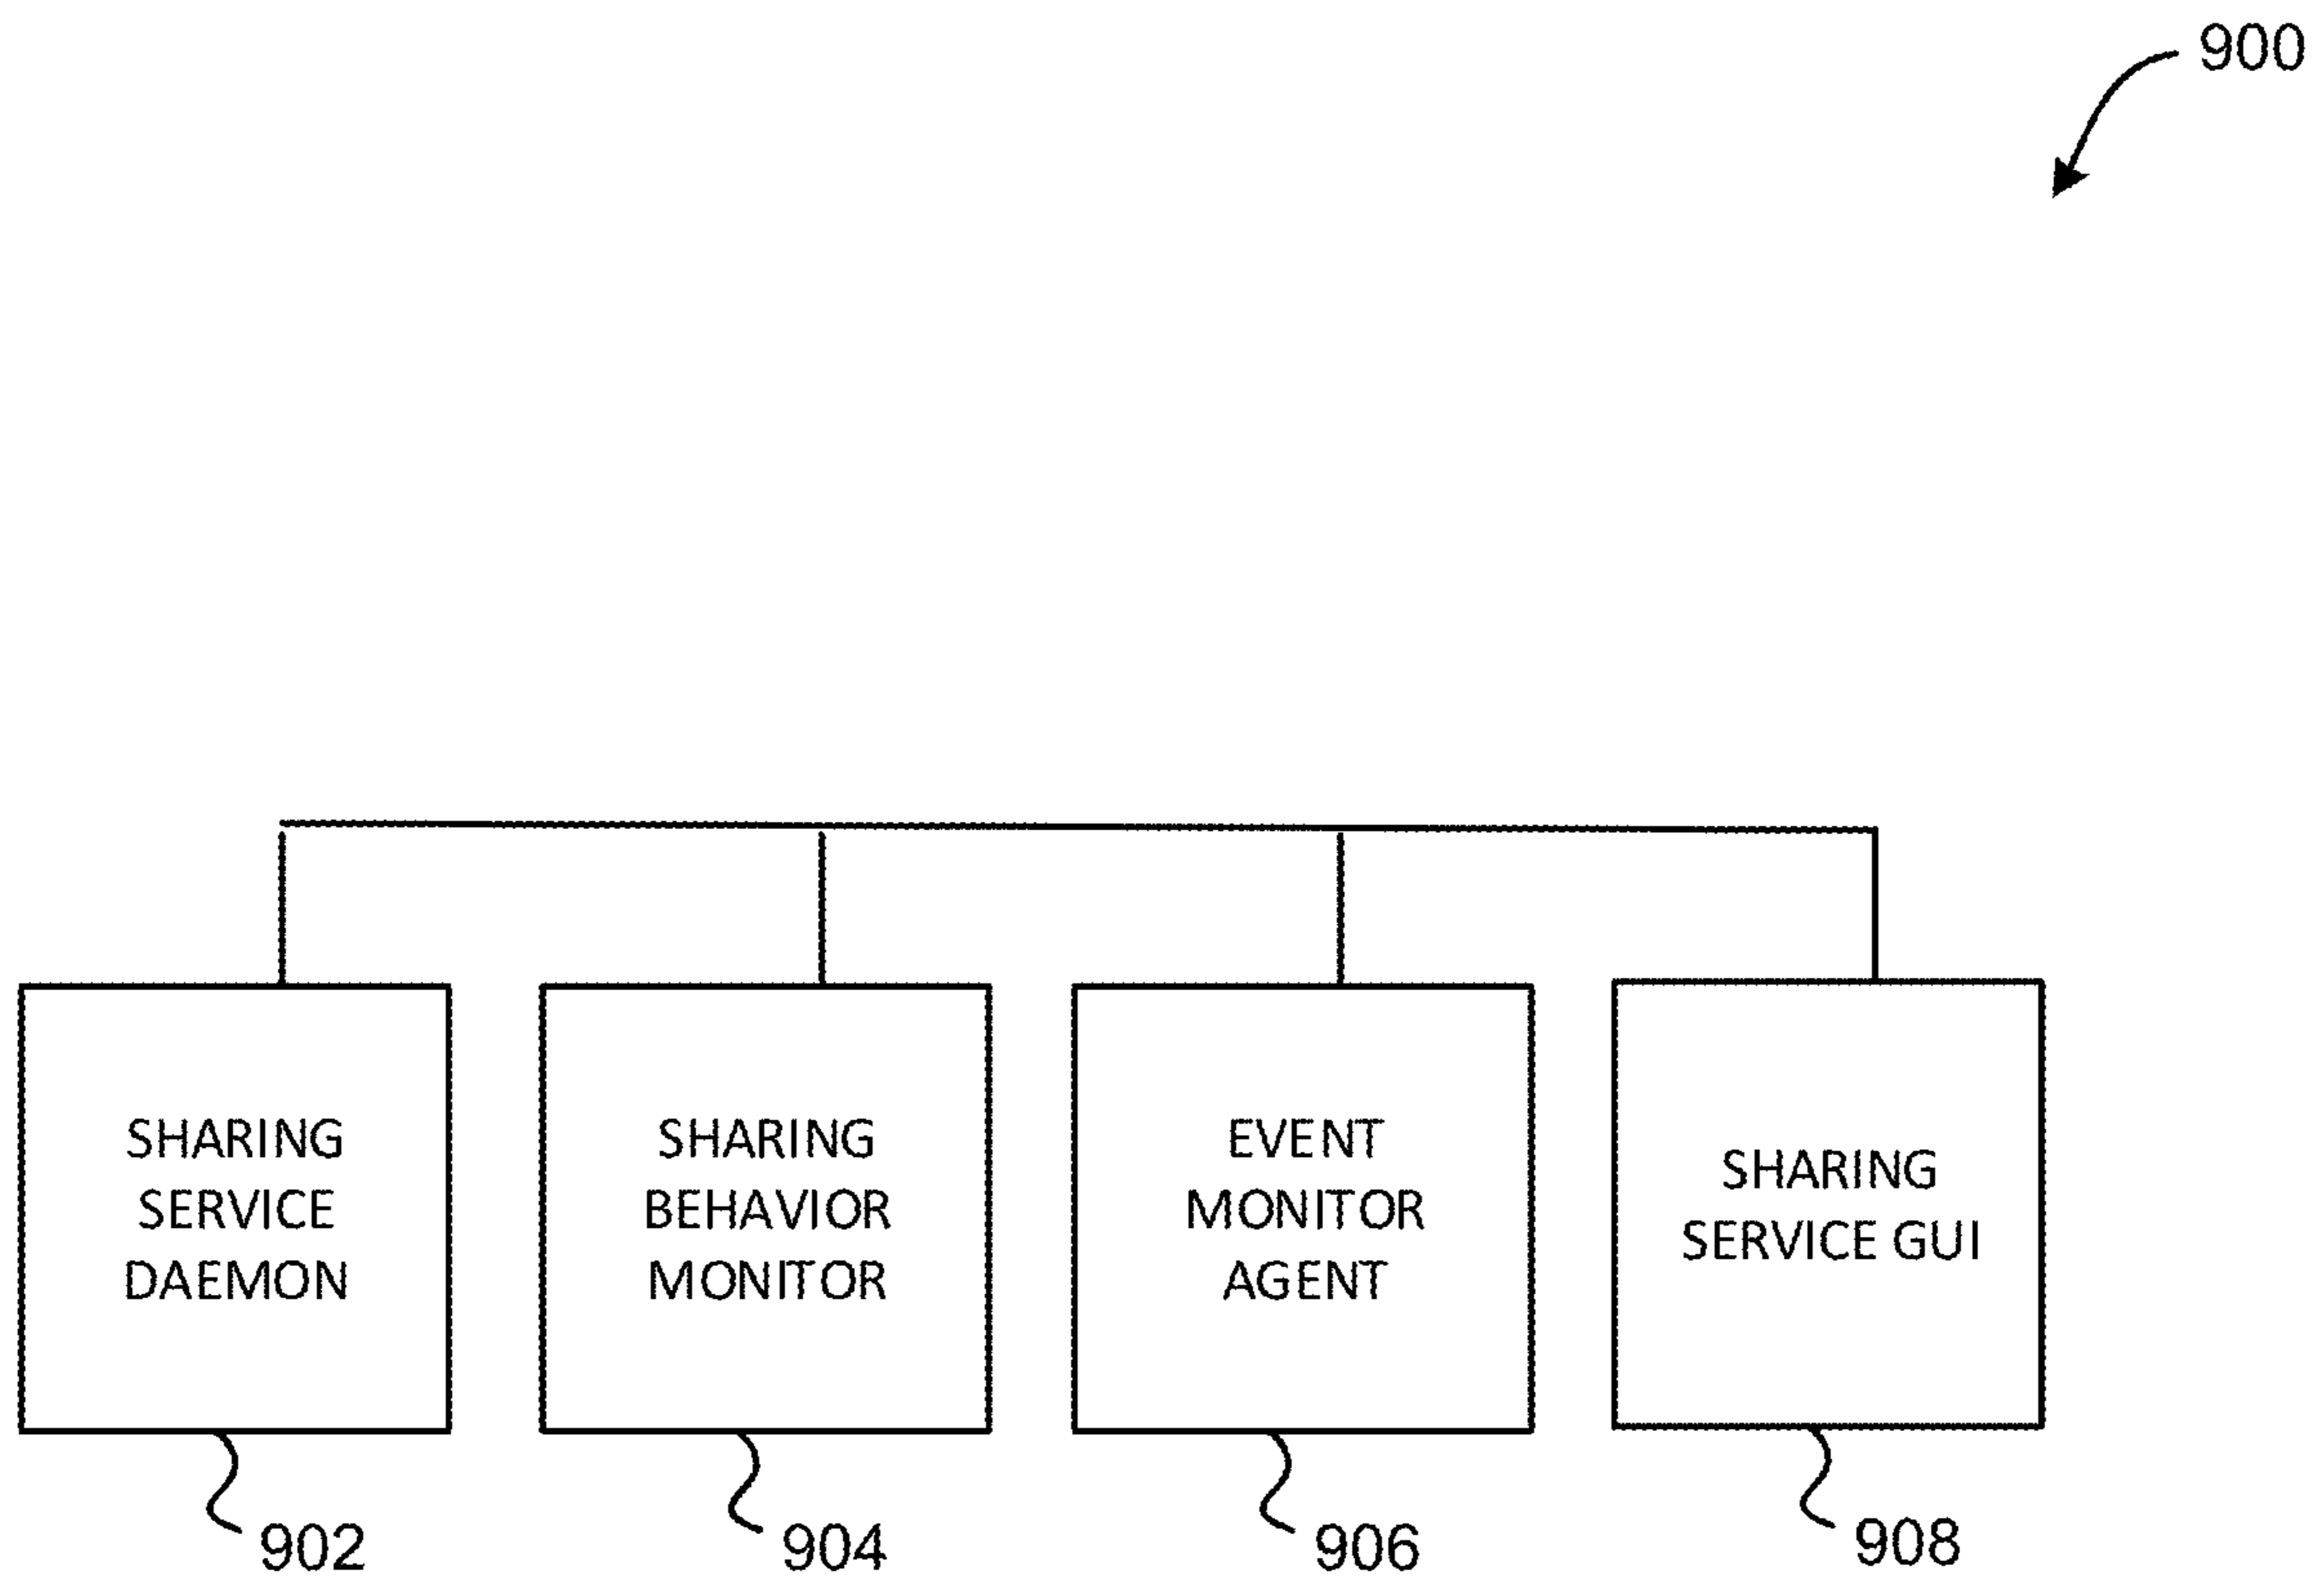 900
SHARING
SERVICE
DAEMON
SHARING
BEHAVIOR
MONITOR
EVENT
MONITOR
AGENT
SHARING
SERVICE GUI
902
904
906
908